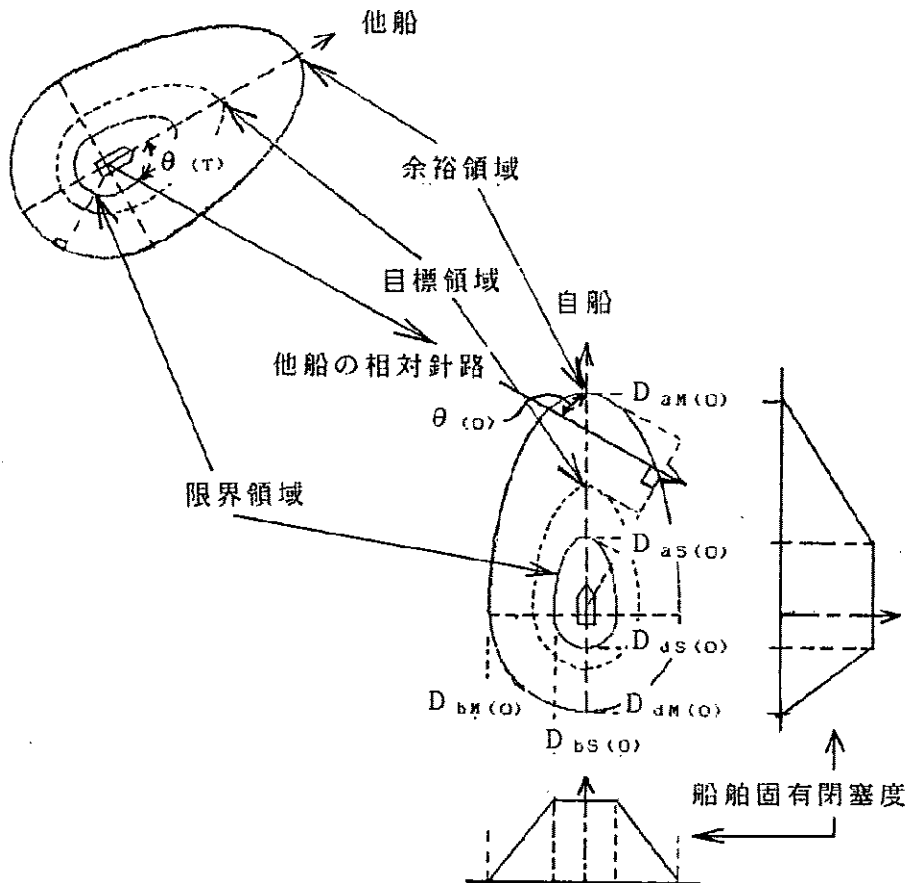 他船
θ (T)
余裕領域
目標領域
自船
他船の相対針路
D aM(O)
θ (O)
限界領域
D aS(O)
D dS(O)
D bM(O)
D dM(O)
D bS(O)
船舶固有閉塞度